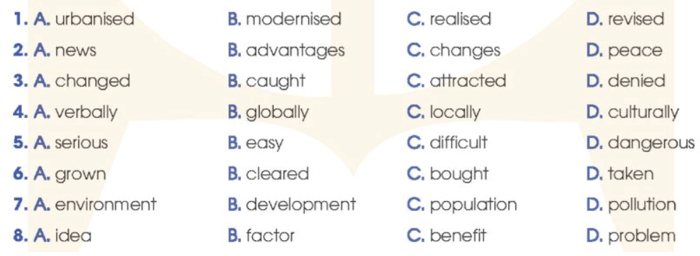 1. A. urbanised B. modernised C. realised D. revised
2. A. news B. advantages C. changes D. peace
3. A. changed B. caught C. attracted D. denied
4. A. verbally B. globally C. locally D. culturally
5. A. serious B. easy C. difficult D. dangerous
6. A. grown B. cleared C. bought D. taken
7. A. environment B. development C. population D. pollution
8. A. idea B. factor C. benefit D. problem